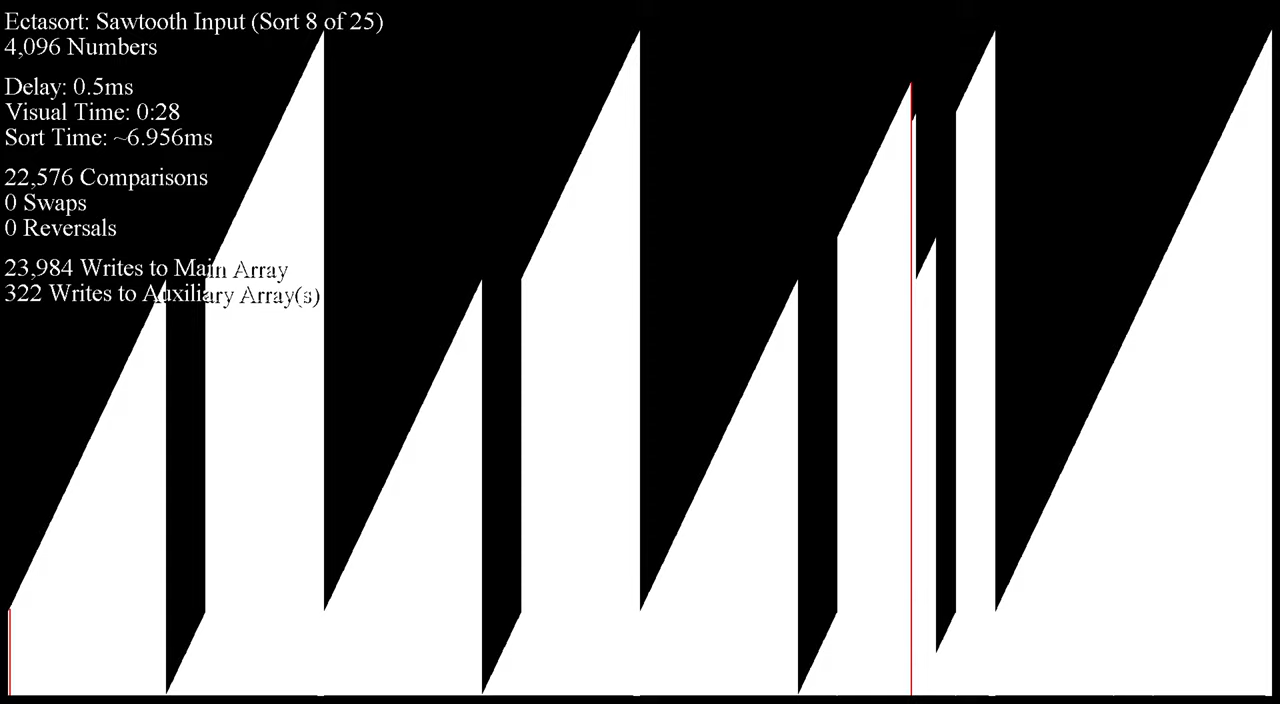 Ectasort: Sawtooth Input (Sort 8 of 25)
4,096 Numbers
Delay: 0.5ms
Visual Time: 0:28
Sort Time: ~6.956ms
22,576 Comparisons
0 Swaps
0 Reversals
23,984 Writes to Main Array
322 Writes to Auxiliary Array(s)